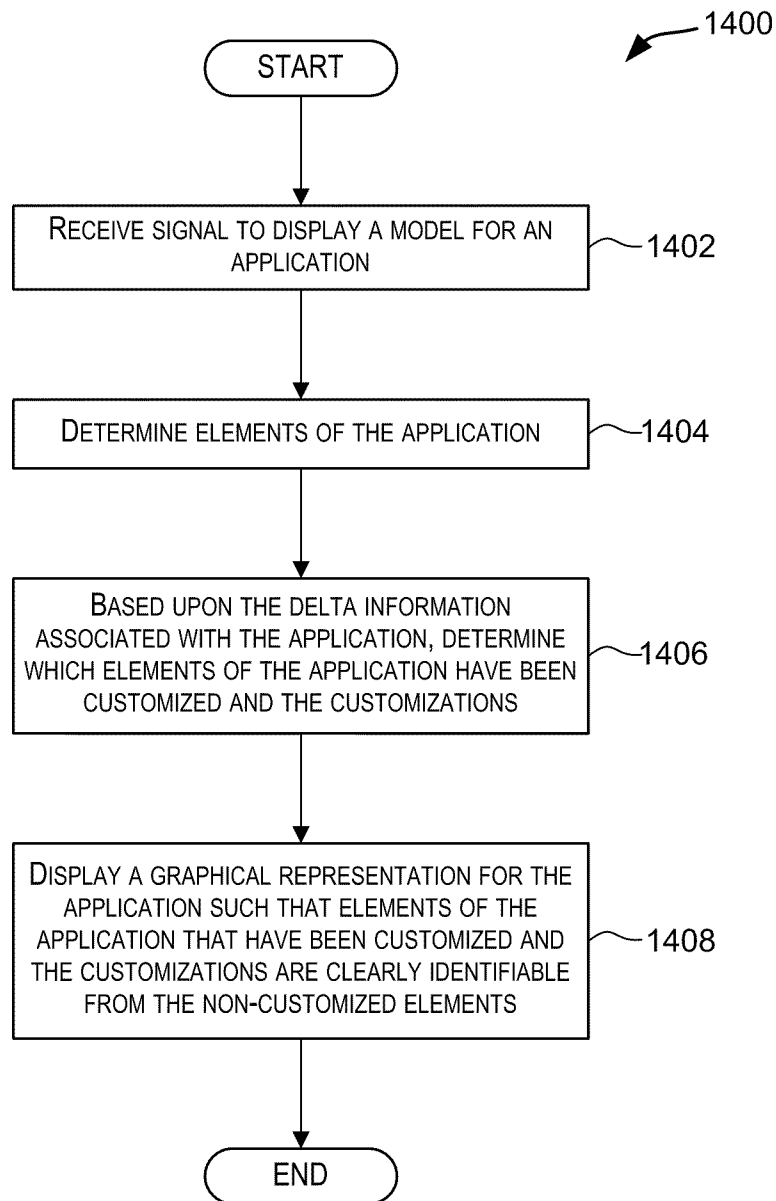 1400
START
RECEIVE SIGNAL TO DISPLAY A MODEL FOR AN
APPLICATION
1402
DETERMINE ELEMENTS OF THE APPLICATION
1404
BASED UPON THE DELTA INFORMATION
ASSOCIATED WITH THE APPLICATION, DETERMINE
WHICH ELEMENTS OF THE APPLICATION HAVE BEEN
CUSTOMIZED AND THE CUSTOMIZATIONS
1406
DISPLAY A GRAPHICAL REPRESENTATION FOR THE
APPLICATION SUCH THAT ELEMENTS OF THE
APPLICATION THAT HAVE BEEN CUSTOMIZED AND
THE CUSTOMIZATIONS ARE CLEARLY IDENTIFIABLE
FROM THE NON-CUSTOMIZED ELEMENTS
1408
END